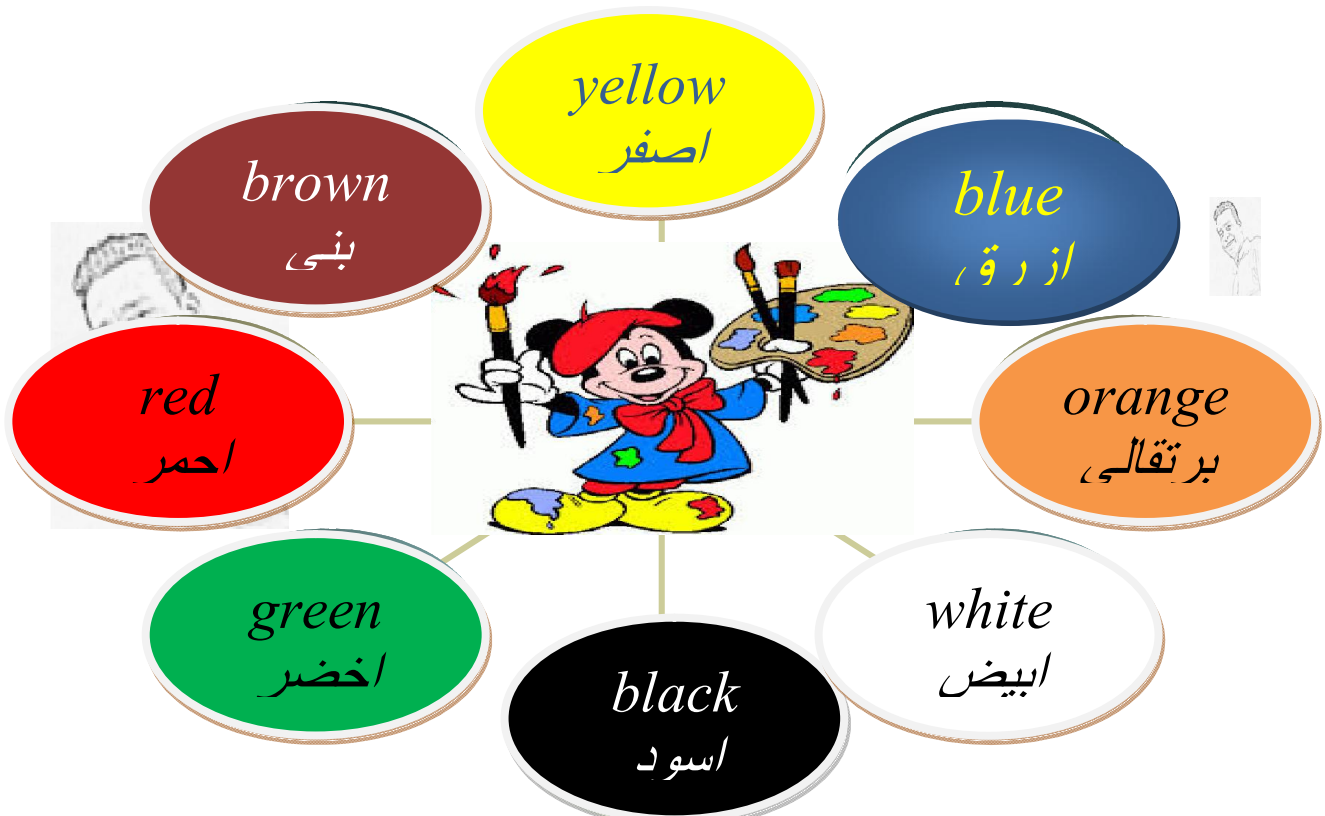 yellow
اصفر
brown
بنى
blue
ازرق
red
احمر
orange
برتقالى
green
اخضر
white
ابيض
black
اسود